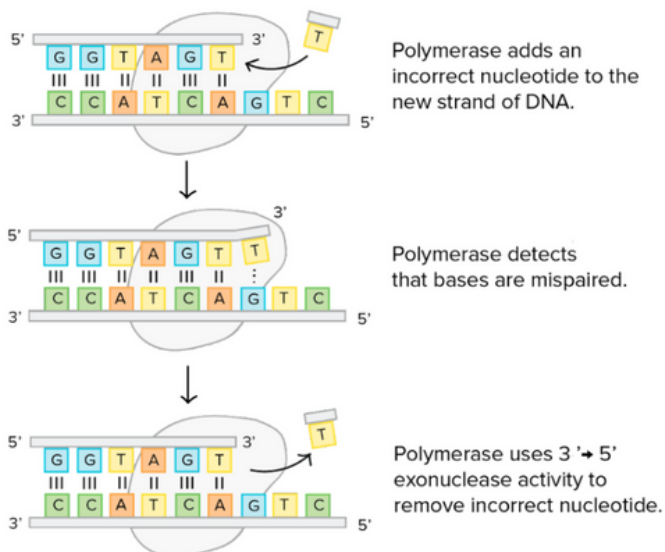 5’ 3’ T
G G T A G T
C C A T C A G T C
3’ 5’
Polymerase adds an
incorrect nucleotide to the
new strand of DNA.
3’
5’
G G T A G T T
C C A T C A G T C
3’ 5’
Polymerase detects
that bases are mispaired.
5’ 3’ T
G G T A G T
C C A T C A G T C
3’ 5’
Polymerase uses 3 ’→ 5’
exonuclease activity to
remove incorrect nucleotide.